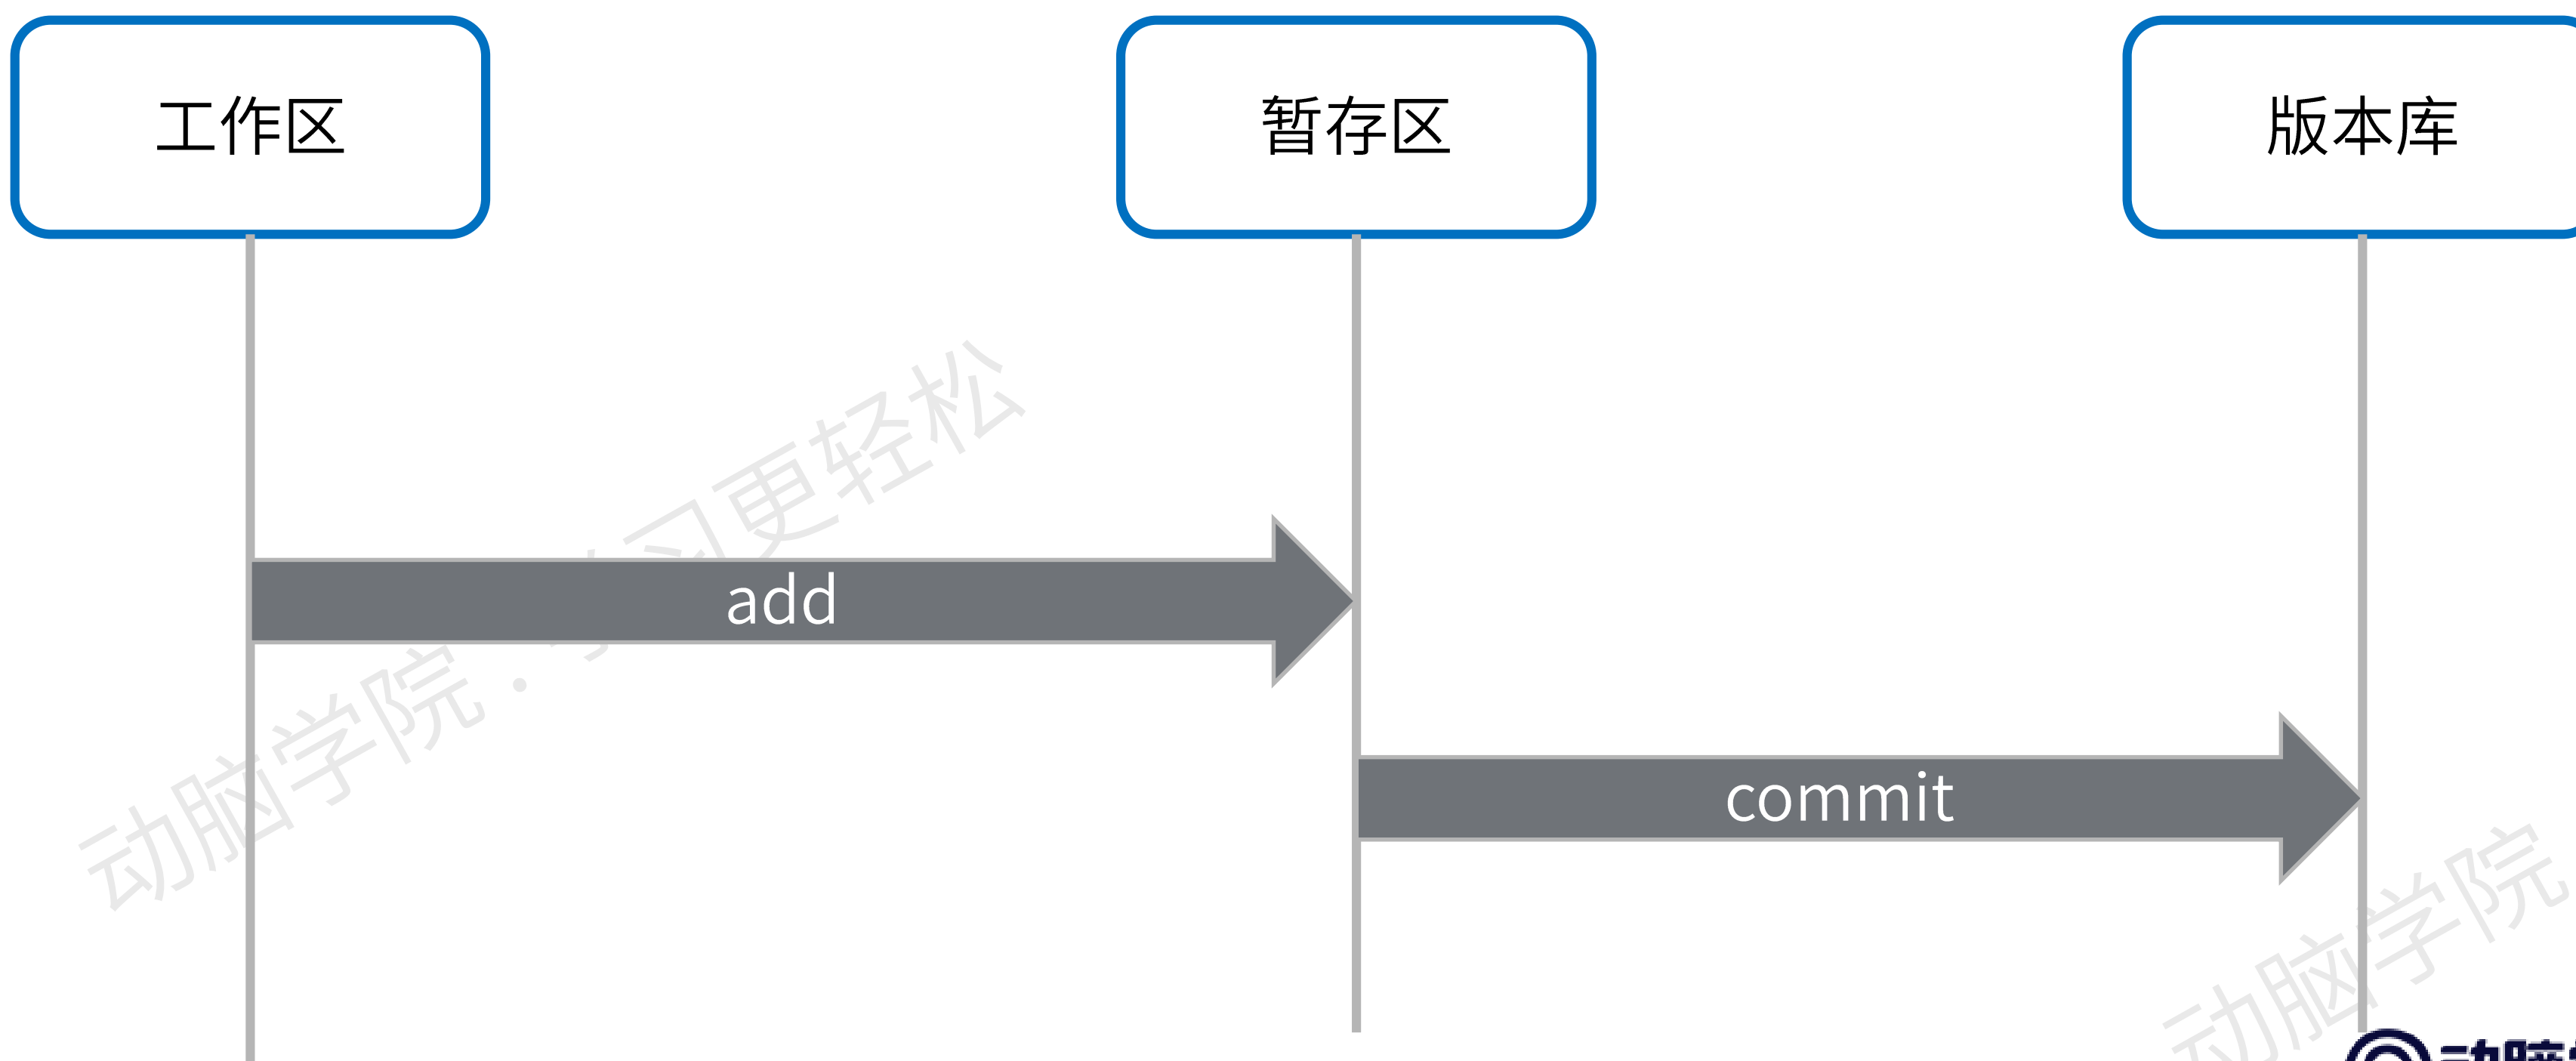 工作区
暂存区
版本库
动脑学院 . 学习更轻松
add
commit
动脑学院